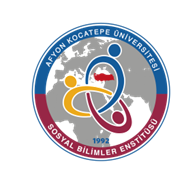 AFYON KOCATEPE ÜNİVERSİTESİ
1992
SOSYAL BİLİMLER ENSTİTÜSÜ